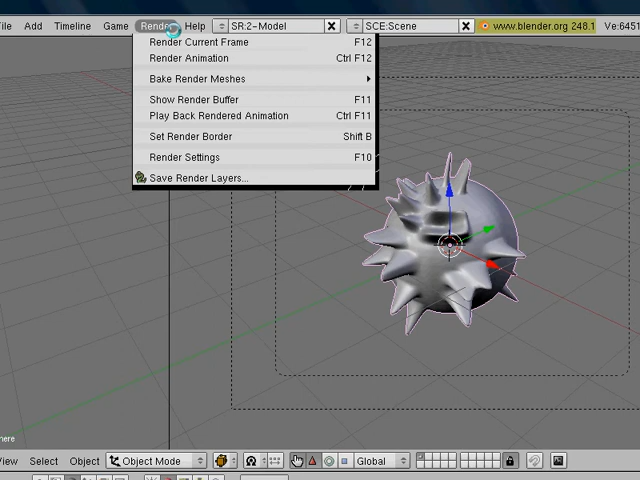 ile Add Timeline Game Render Help SR:2-Model SCE:Scene www.blender.org 248.1 Ve:6451
Render Current Frame F12
Render Animation Ctrl F12
Bake Render Meshes
Show Render Buffer F11
Play Back Rendered Animation Ctrl F11
Set Render Border Shift B
Render Settings F10
Save Render Layers...
here
View Select Object Object Mode Global